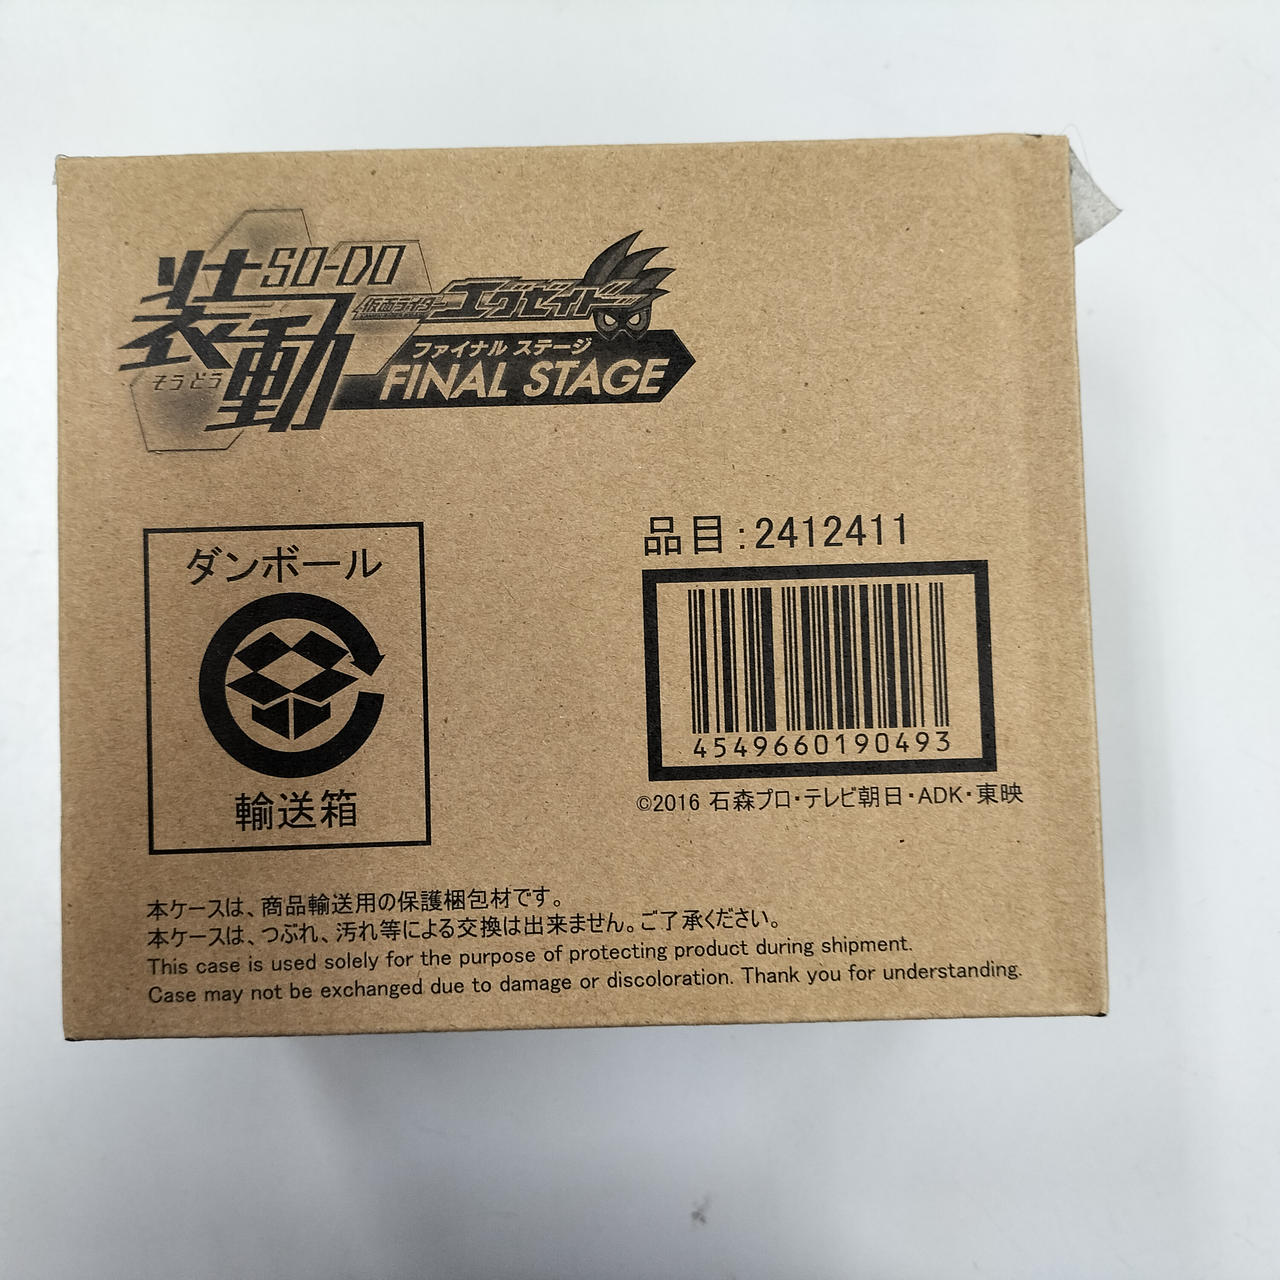 SO-DO
装動
そうどう
仮面ライダー エグゼイド
ファイナル ステージ
FINAL STAGE
ダンボール
輸送箱
品目:2412411
4549660190493
©2016 石森プロ・テレビ朝日・ADK・東映
本ケースは、商品輸送用の保護梱包材です。
本ケースは、つぶれ、汚れ等による交換は出来ません。ご了承ください。
This case is used solely for the purpose of protecting product during shipment.
Case may not be exchanged due to damage or discoloration. Thank you for understanding.